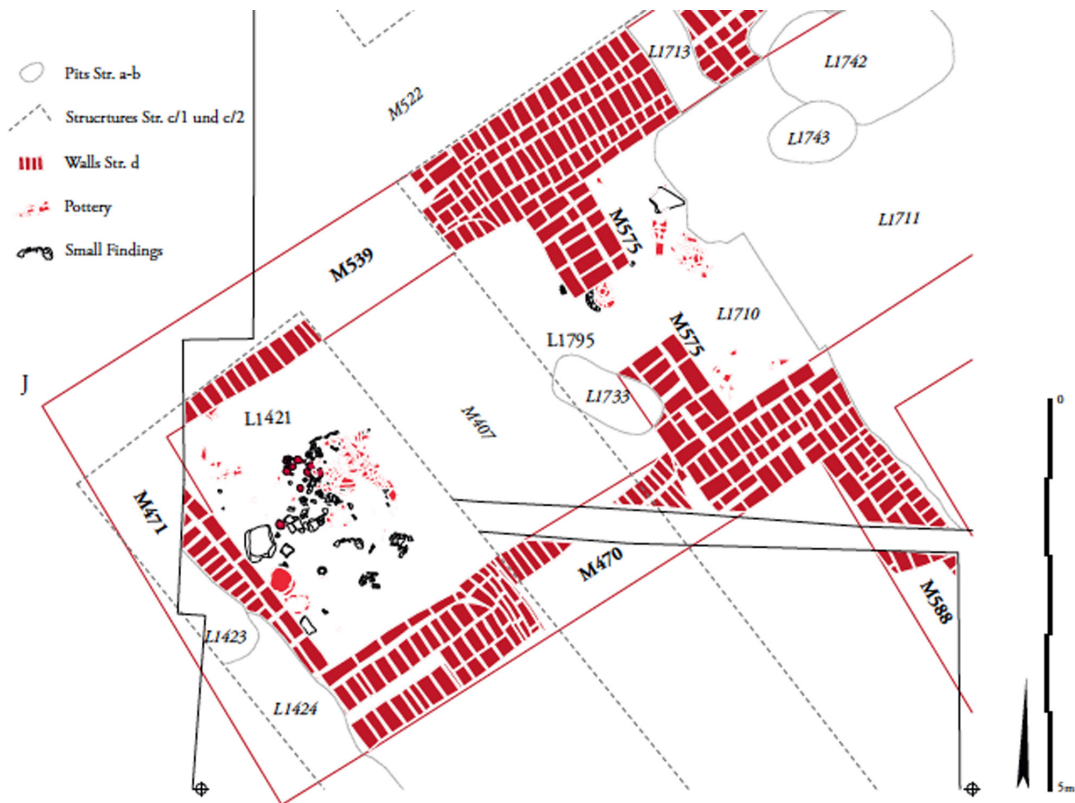 Pits Str. a-b
Strucrtures Str. c/1 und c/2
Walls Str. d
Pottery
Small Findings
L1713
L1742
M522
L1743
M575
L1711
M539
L1710
M575
L1795
J
L1733
0
L1421
M407
M471
M470
M588
L1423
L1424
5m